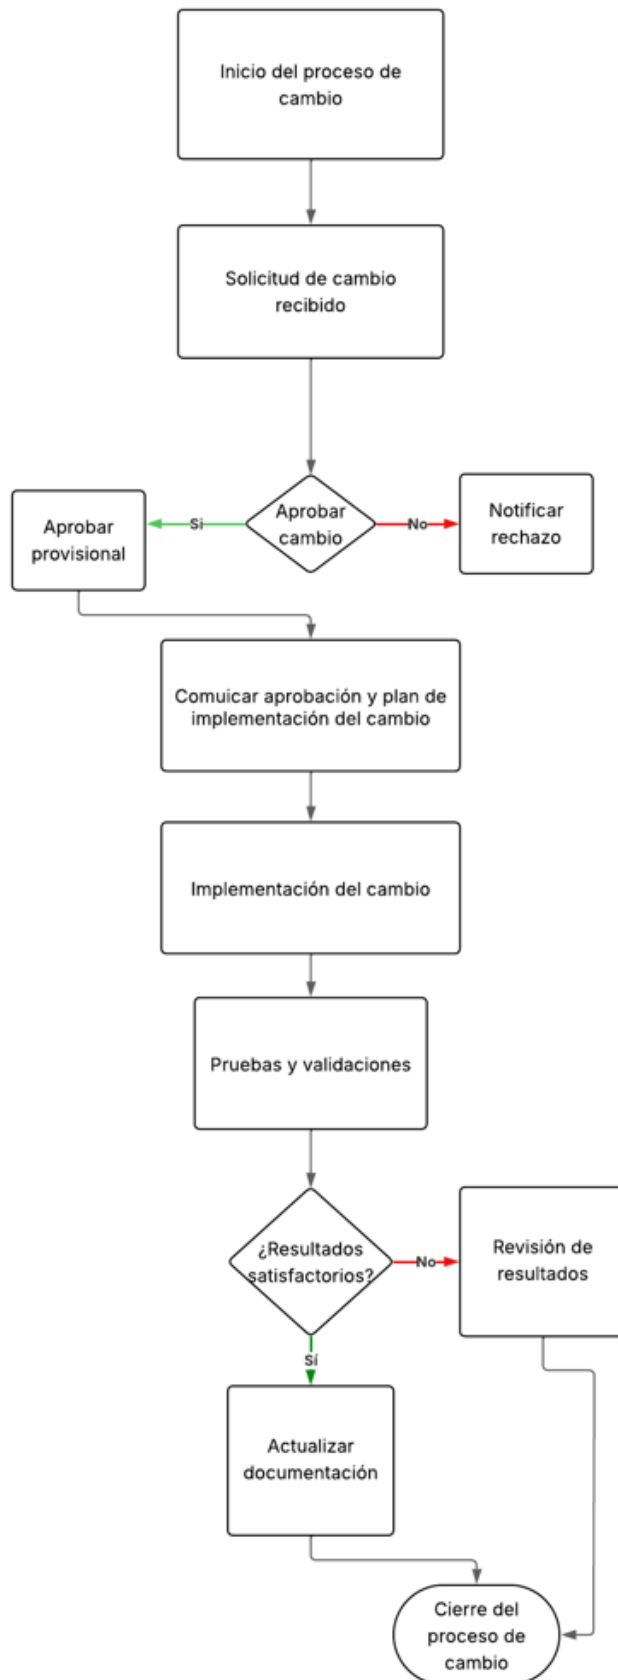 Inicio del proceso de
cambio
Solicitud de cambio
recibido
Aprobar
cambio
Si
No
Aprobar
provisional
Notificar
rechazo
Comuicar aprobación y plan de
implementación del cambio
Implementación del cambio
Pruebas y validaciones
¿Resultados
satisfactorios?
No
Revisión de
resultados
Sí
Actualizar
documentación
Cierre del
proceso de
cambio